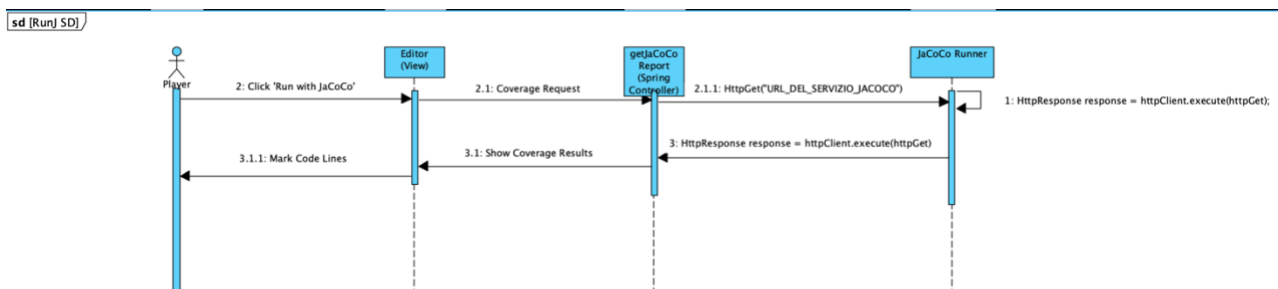 sd [RunJ SD]
Player
Editor
(View)
getJaCoCo
Report
(Spring
Controller)
JaCoCo Runner
2: Click 'Run with JaCoCo'
2.1: Coverage Request
2.1.1: HttpGet("URL_DEL_SERVIZIO_JACOCO")
1: HttpResponse response = httpClient.execute(httpGet);
3: HttpResponse response = httpClient.execute(httpGet)
3.1: Show Coverage Results
3.1.1: Mark Code Lines